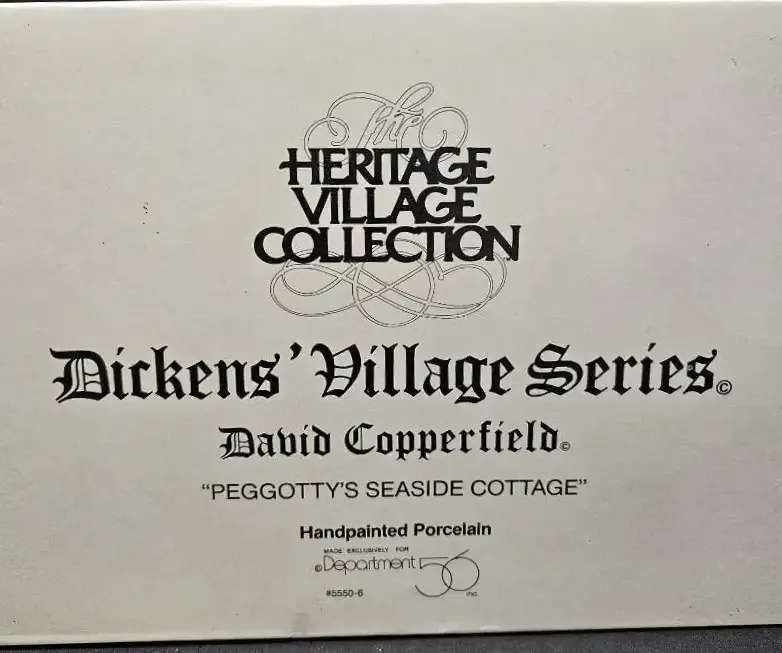 The
HERITAGE
VILLAGE
COLLECTION™
Dickens' Village Series©
David Copperfield©
“PEGGOTTY’S SEASIDE COTTAGE”
Handpainted Porcelain
MADE EXCLUSIVELY FOR
©Department 56
#5550-6 inc.